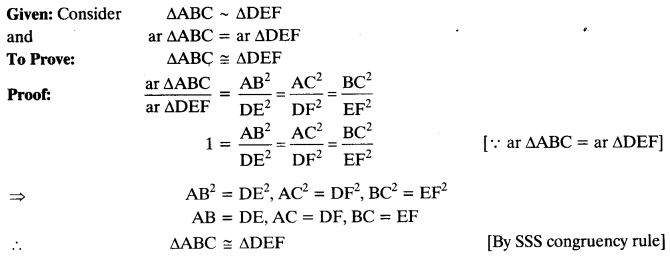 Given: Consider ΔABC ~ ΔDEF
and ar ΔABC = ar ΔDEF
To Prove: ΔABC ≅ ΔDEF
Proof: ar ΔABC / ar ΔDEF = AB² / DE² = AC² / DF² = BC² / EF²
1 = AB² / DE² = AC² / DF² = BC² / EF² [∵ ar ΔABC = ar ΔDEF]
⇒ AB² = DE², AC² = DF², BC² = EF²
AB = DE, AC = DF, BC = EF
∴ ΔABC ≅ ΔDEF [By SSS congruency rule]